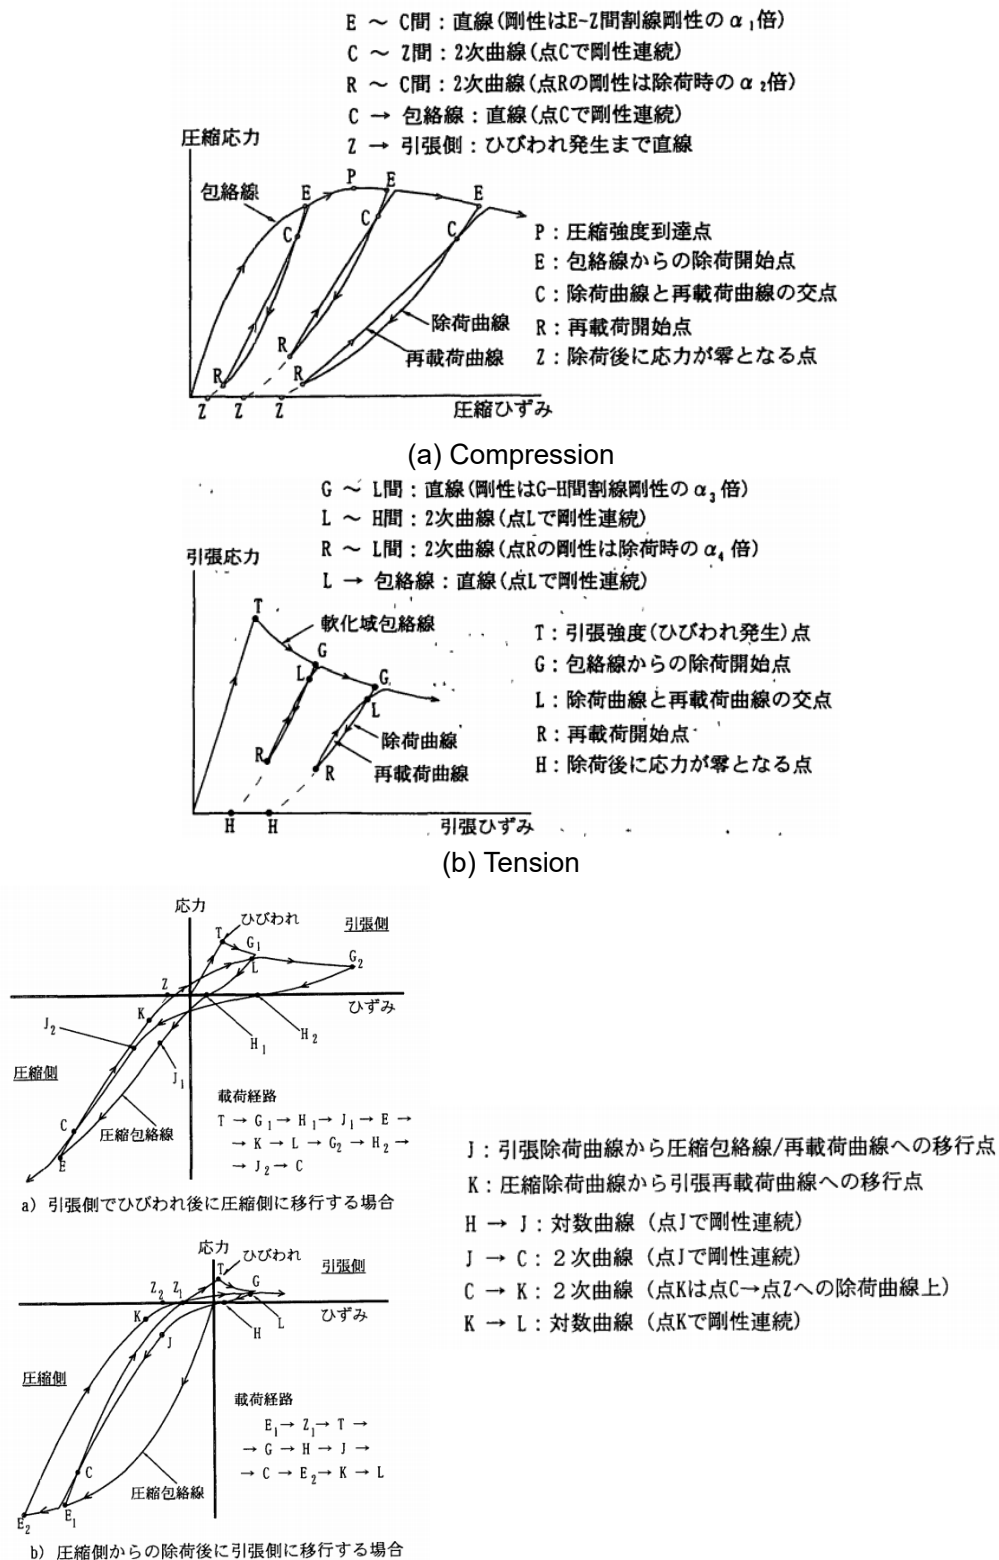 E ～ C間：直線(剛性はE-Z間割線剛性のα₁倍)
C ～ Z間：2次曲線(点Cで剛性連続)
R ～ C間：2次曲線(点Rの剛性は除荷時のα₂倍)
C → 包絡線：直線(点Cで剛性連続)
Z → 引張側：ひびわれ発生まで直線
圧縮応力
包絡線
E
P
E
E
C
C
C
R
R
R
除荷曲線
再載荷曲線
Z
Z
Z
圧縮ひずみ
P：圧縮強度到達点
E：包絡線からの除荷開始点
C：除荷曲線と再載荷曲線の交点
R：再載荷開始点
Z：除荷後に応力が零となる点
(a) Compression
G ～ L間：直線(剛性はG-H間割線剛性のα₃倍)
L ～ H間：2次曲線(点Lで剛性連続)
R ～ L間：2次曲線(点Rの剛性は除荷時のα₄倍)
L → 包絡線：直線(点Lで剛性連続)
引張応力
T
軟化域包絡線
G
L
G
L
R
R
除荷曲線
再載荷曲線
H
H
引張ひずみ
T：引張強度(ひびわれ発生)点
G：包絡線からの除荷開始点
L：除荷曲線と再載荷曲線の交点
R：再載荷開始点
H：除荷後に応力が零となる点
(b) Tension
応力
ひびわれ
引張側
T
G₁
L
G₂
Z
ひずみ
K
J₂
H₁
H₂
圧縮側
J₁
C
圧縮包絡線
E
載荷経路
T → G₁→ H₁→ J₁→ E →
→ K → L → G₂→ H₂→
→ J₂→ C
a) 引張側でひびわれ後に圧縮側に移行する場合
応力
ひびわれ
引張側
T
G
Z₂
Z₁
ひずみ
K
J
H
L
圧縮側
C
圧縮包絡線
E₂
E₁
載荷経路
E₁→ Z₁→ T →
→ G → H → J →
→ C → E₂→ K → L
b) 圧縮側からの除荷後に引張側に移行する場合
J：引張除荷曲線から圧縮包絡線/再載荷曲線への移行点
K：圧縮除荷曲線から引張再載荷曲線への移行点
H → J：対数曲線 (点Jで剛性連続)
J → C：２次曲線 (点Jで剛性連続)
C → K：２次曲線 (点Kは点C→点Zへの除荷曲線上)
K → L：対数曲線 (点Kで剛性連続)